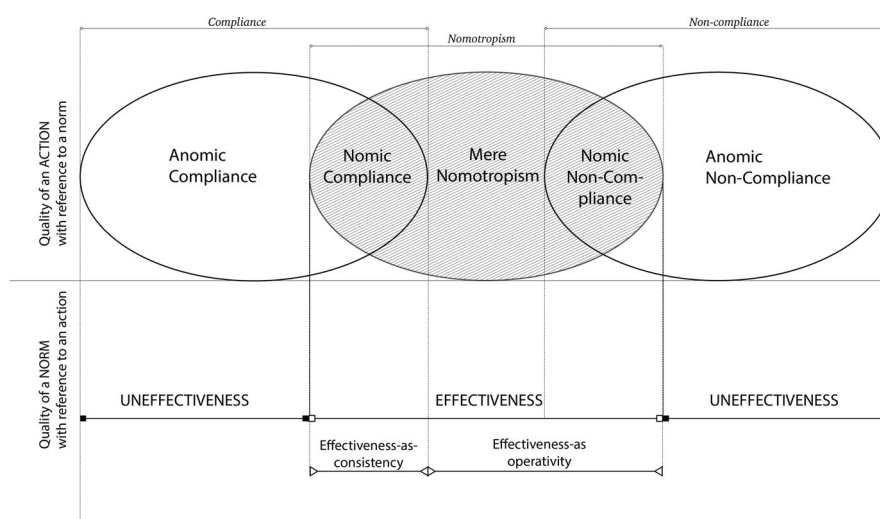 Compliance
Non-compliance
Nomotropism
Quality of an ACTION
with reference to a norm
Anomic
Compliance
Nomic
Compliance
Mere
Nomotropism
Nomic
Non-Com-
pliance
Anomic
Non-Compliance
Quality of a NORM
with reference to an action
UNEFFECTIVENESS
EFFECTIVENESS
UNEFFECTIVENESS
Effectiveness-as-
consistency
Effectiveness-as
operativity